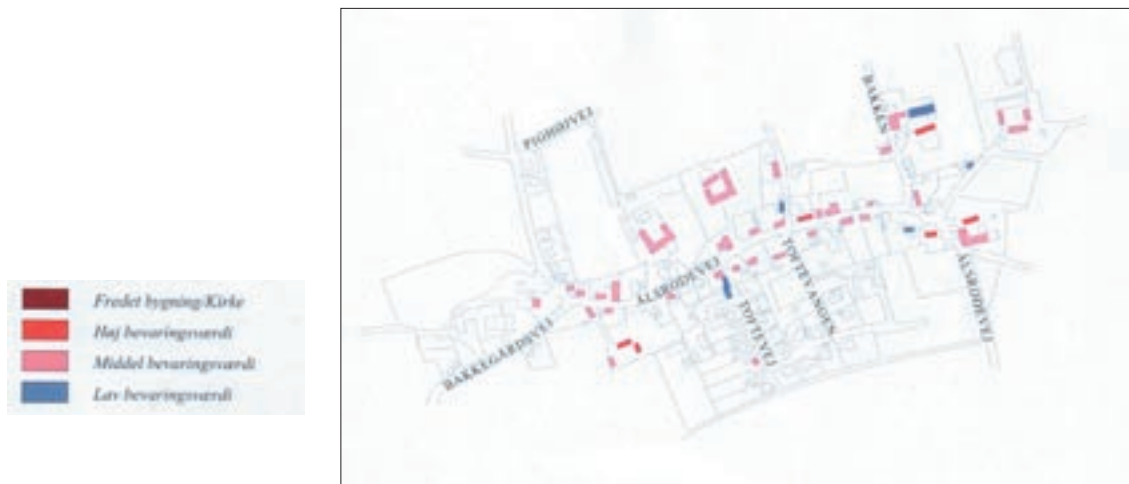 Fredet bygning/Kirke
Høj bevaringsværdi
Middel bevaringsværdi
Lav bevaringsværdi
PIGHØJVEJ
BAKKEN
ÅLSRODEVEJ
TOFTEVANGEN
TOFTEVEJ
ÅLSRODEVEJ
BAKKEGÅRDSVEJ